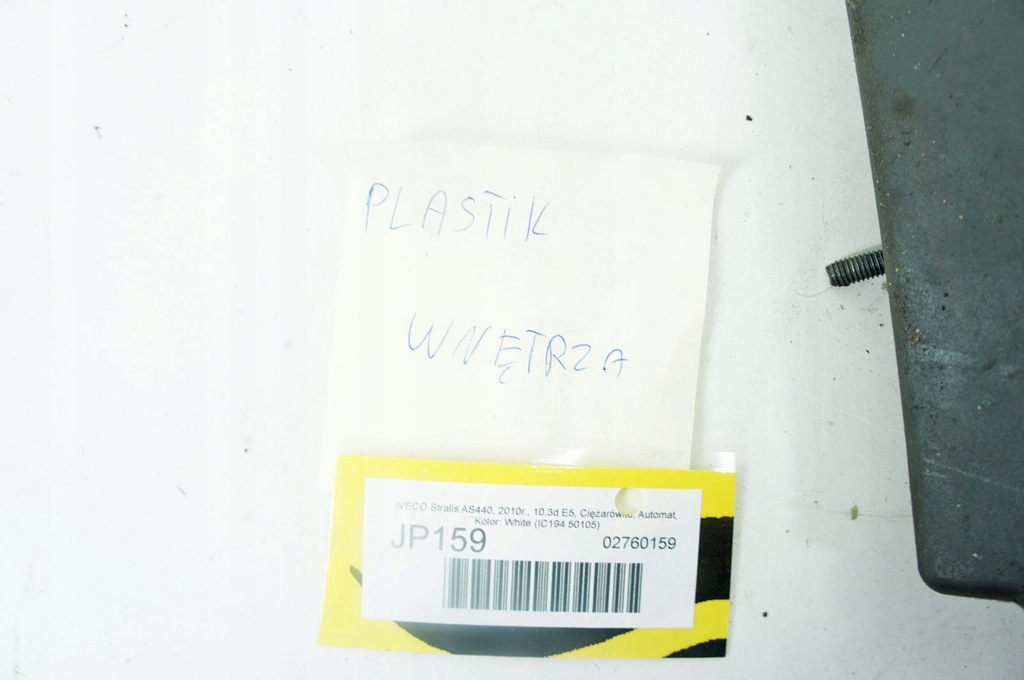 PLASTiK
WNĘTRZA
IVECO Stralis AS440, 2010r., 10.3d E5, Ciężarówka, Automat,
Kolor: White (IC194 50105)
JP159 02760159